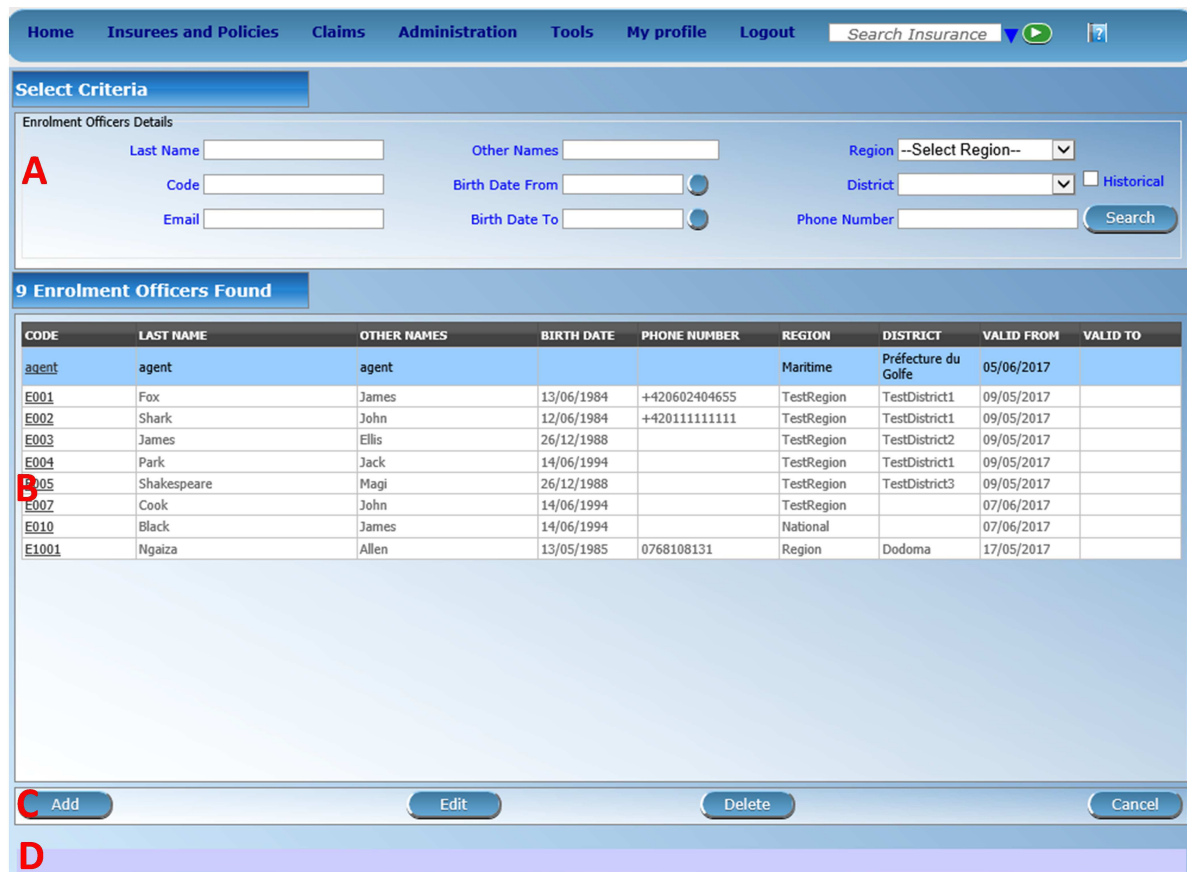 Home Insurees and Policies Claims Administration Tools My profile Logout Search Insurance ?
Select Criteria
Enrolment Officers Details
A
Last Name Other Names Region --Select Region--
Code Birth Date From District Historical
Email Birth Date To Phone Number Search
9 Enrolment Officers Found
CODE LAST NAME OTHER NAMES BIRTH DATE PHONE NUMBER REGION DISTRICT VALID FROM VALID TO
agent agent agent Maritime Préfecture du Golfe 05/06/2017
E001 Fox James 13/06/1984 +420602404655 TestRegion TestDistrict1 09/05/2017
E002 Shark John 12/06/1984 +420111111111 TestRegion TestDistrict1 09/05/2017
E003 James Ellis 26/12/1988 TestRegion TestDistrict2 09/05/2017
E004 Park Jack 14/06/1994 TestRegion TestDistrict1 09/05/2017
B
E005 Shakespeare Magi 26/12/1988 TestRegion TestDistrict3 09/05/2017
E007 Cook John 14/06/1994 TestRegion 07/06/2017
E010 Black James 14/06/1994 National 07/06/2017
E1001 Ngaiza Allen 13/05/1985 0768108131 Region Dodoma 17/05/2017
C Add Edit Delete Cancel
D